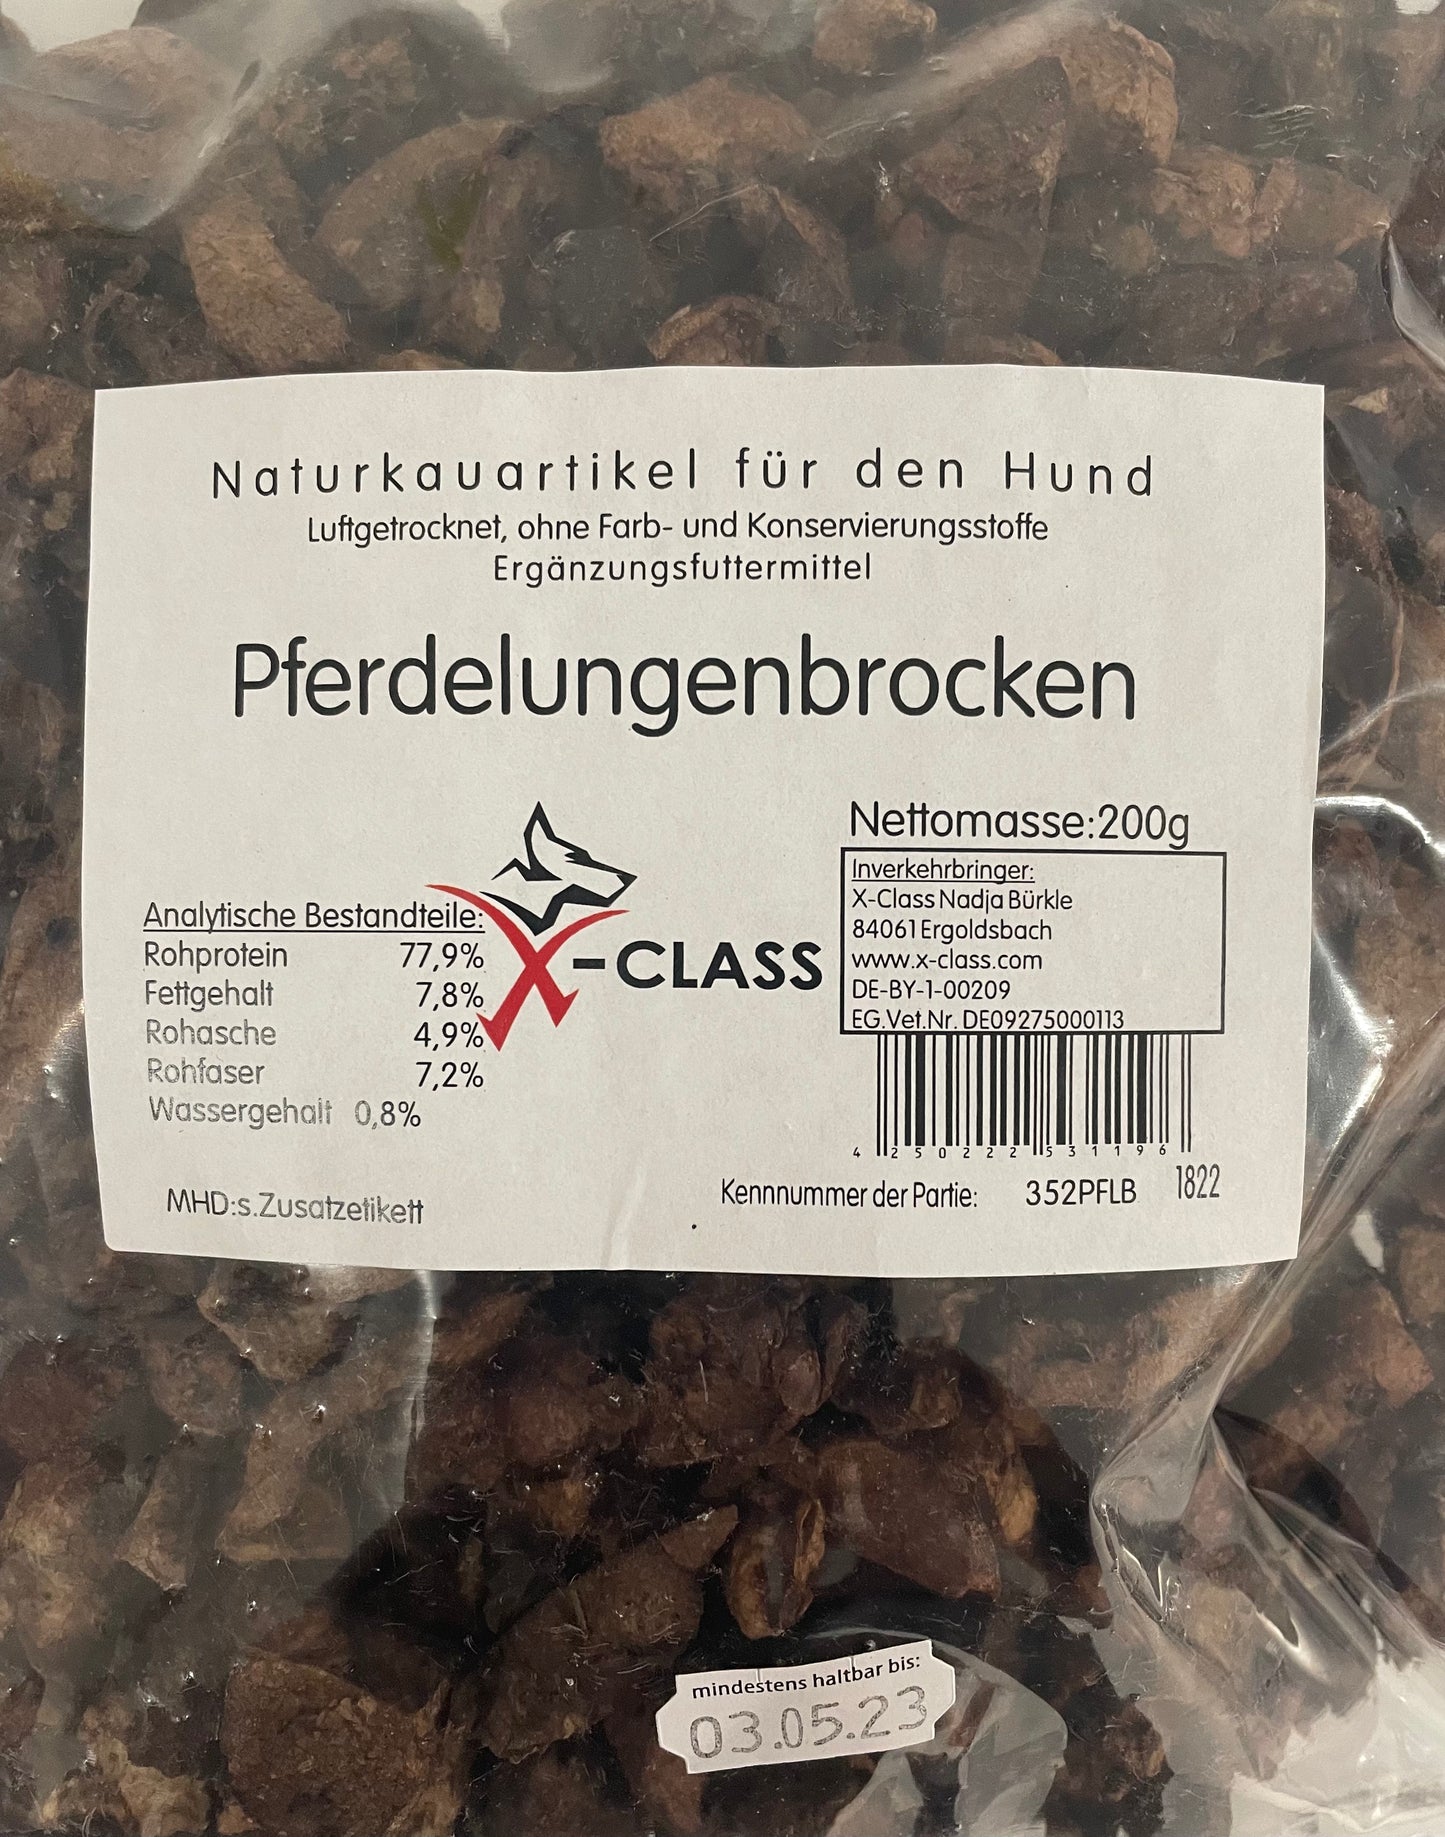 Naturkauartikel für den Hund
Luftgetrocknet, ohne Farb- und Konservierungsstoffe
Ergänzungsfuttermittel
Pferdelungenbrocken
Analytische Bestandteile:
Rohprotein 77,9%
Fettgehalt 7,8%
Rohasche 4,9%
Rohfaser 7,2%
Wassergehalt 0,8%
MHD:s.Zusatzetikett
X-CLASS
Nettomasse:200g
Inverkehrbringer:
X-Class Nadja Bürkle
84061 Ergoldsbach
www.x-class.com
DE-BY-1-00209
EG.Vet.Nr. DE09275000113
4 250222 531196
Kennnummer der Partie: 352PFLB 1822
mindestens haltbar bis:
03.05.23